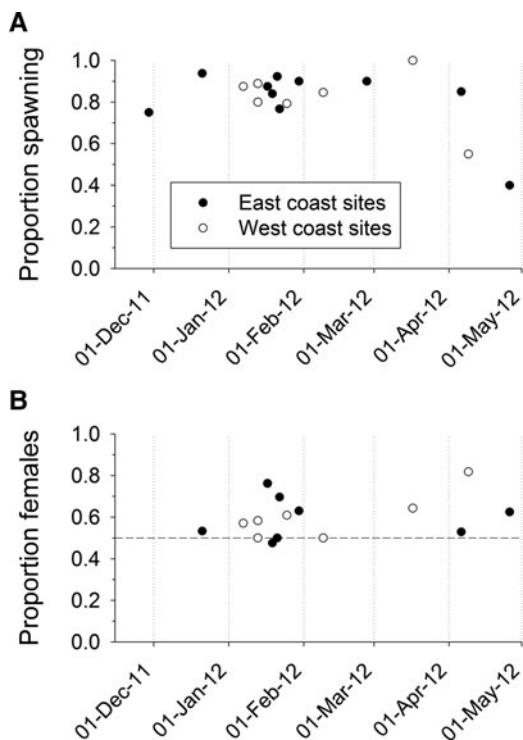 A
Proportion spawning
1.0
0.8
0.6
0.4
0.2
0.0
East coast sites
West coast sites
01-Dec-11
01-Jan-12
01-Feb-12
01-Mar-12
01-Apr-12
01-May-12
B
Proportion females
1.0
0.8
0.6
0.4
0.2
0.0
01-Dec-11
01-Jan-12
01-Feb-12
01-Mar-12
01-Apr-12
01-May-12